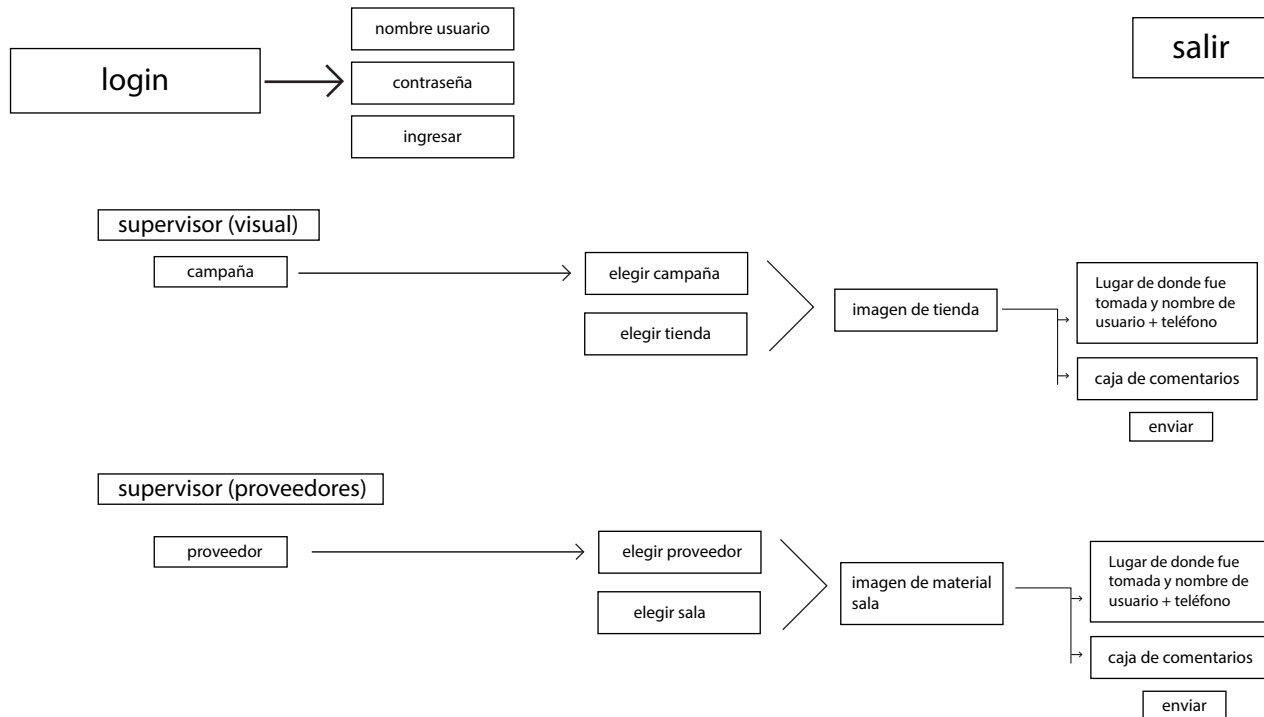 nombre usuario
login
salir
contraseña
ingresar
supervisor (visual)
campaña
elegir campaña
elegir tienda
imagen de tienda
Lugar de donde fue
tomada y nombre de
usuario + teléfono
caja de comentarios
enviar
supervisor (proveedores)
proveedor
elegir proveedor
elegir sala
imagen de material
sala
Lugar de donde fue
tomada y nombre de
usuario + teléfono
caja de comentarios
enviar